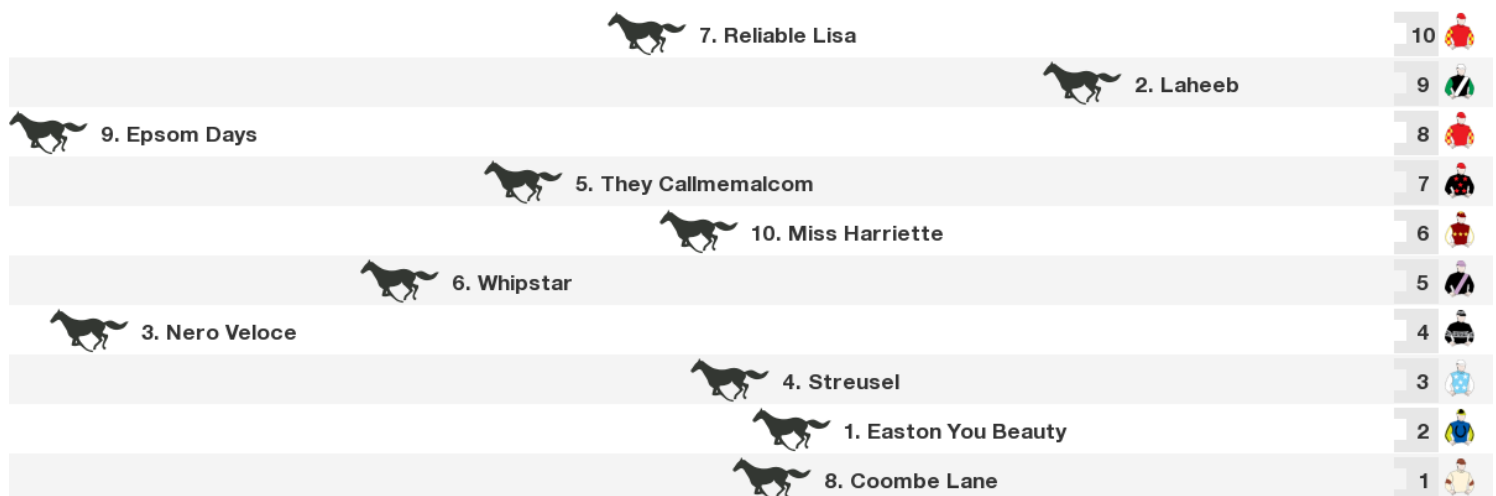 7. Reliable Lisa 10
2. Laheeb 9
9. Epsom Days 8
5. They Callmemalcom 7
10. Miss Harriette 6
6. Whipstar 5
3. Nero Veloce 4
4. Streusel 3
1. Easton You Beauty 2
8. Coombe Lane 1